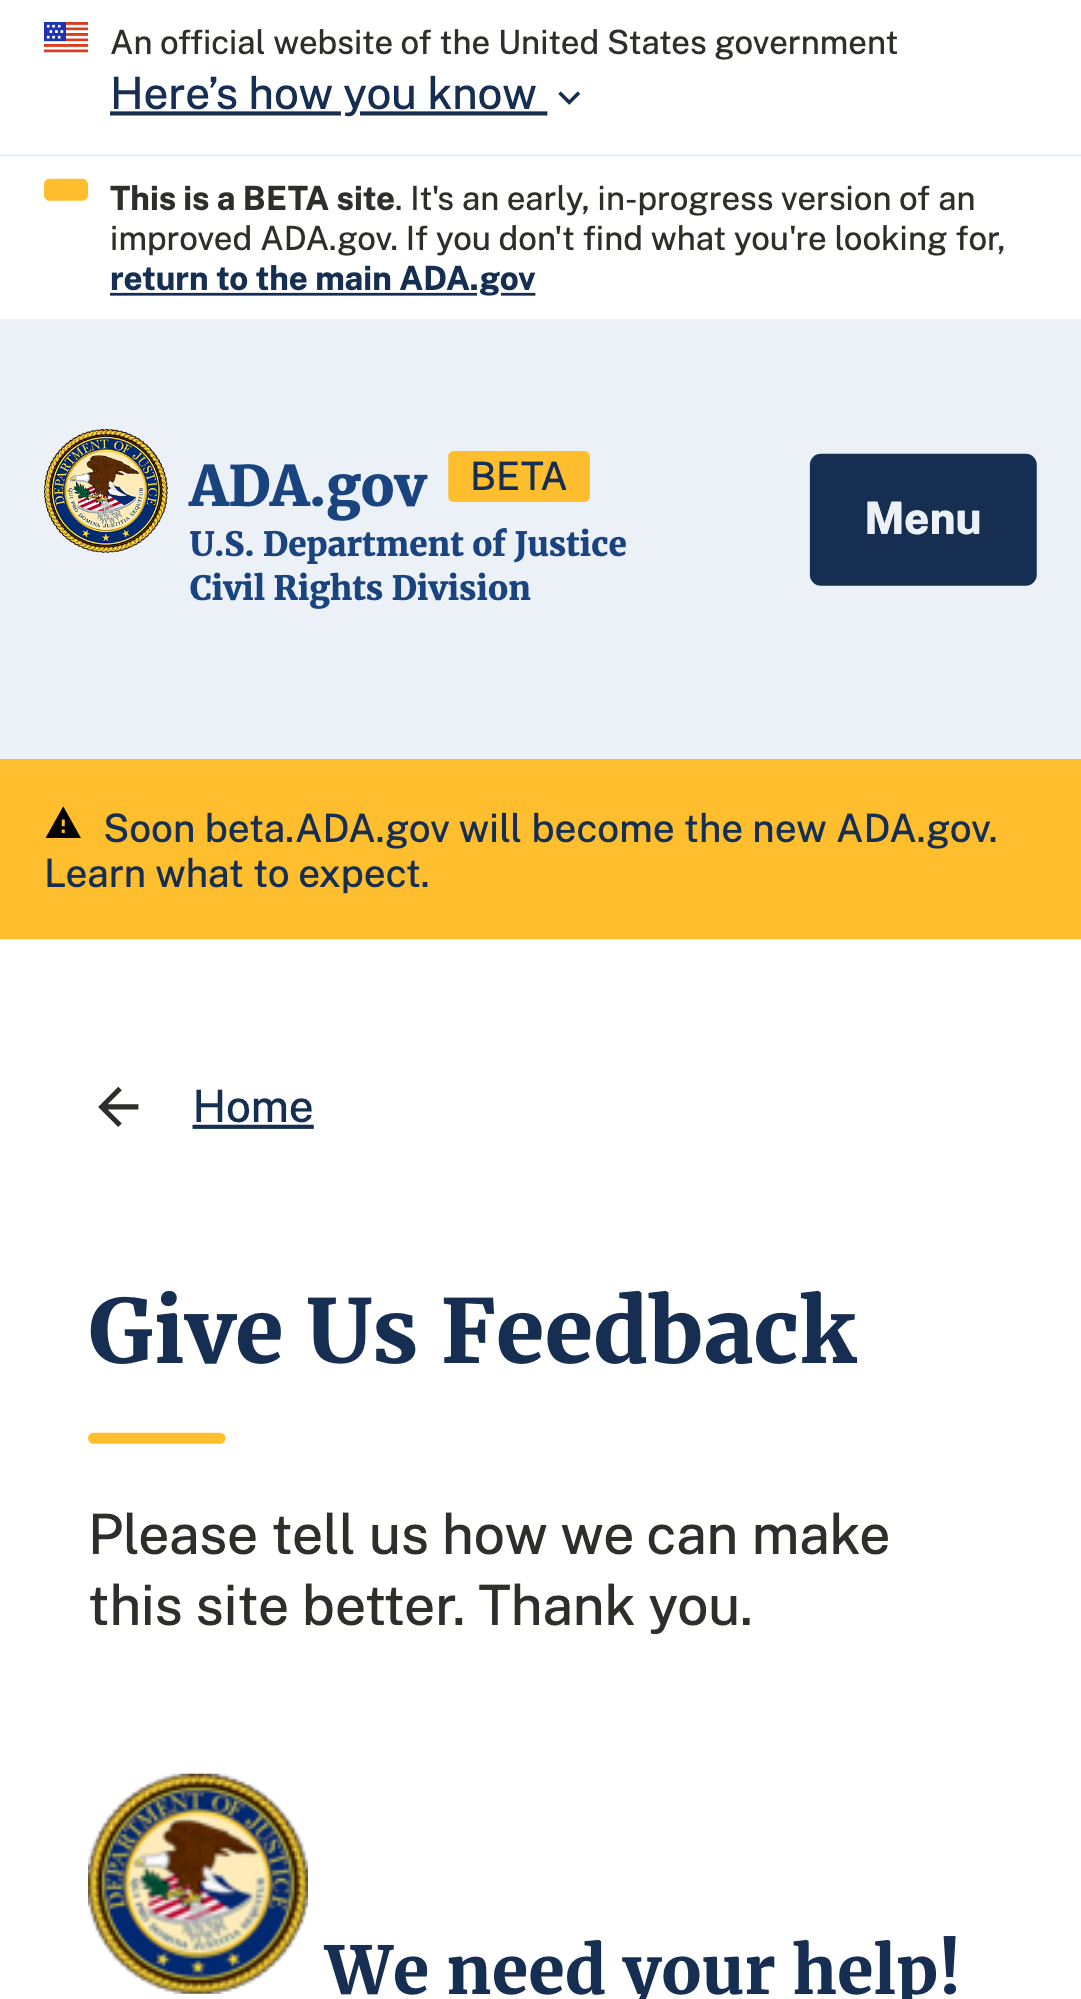 An official website of the United States government
Here’s how you know
This is a BETA site. It's an early, in-progress version of an
improved ADA.gov. If you don't find what you're looking for,
return to the main ADA.gov
DEPARTMENT OF JUSTICE
ADA.gov BETA
U.S. Department of Justice
Civil Rights Division
Menu
Soon beta.ADA.gov will become the new ADA.gov.
Learn what to expect.
Home
Give Us Feedback
Please tell us how we can make
this site better. Thank you.
DEPARTMENT OF JUSTICE
We need your help!